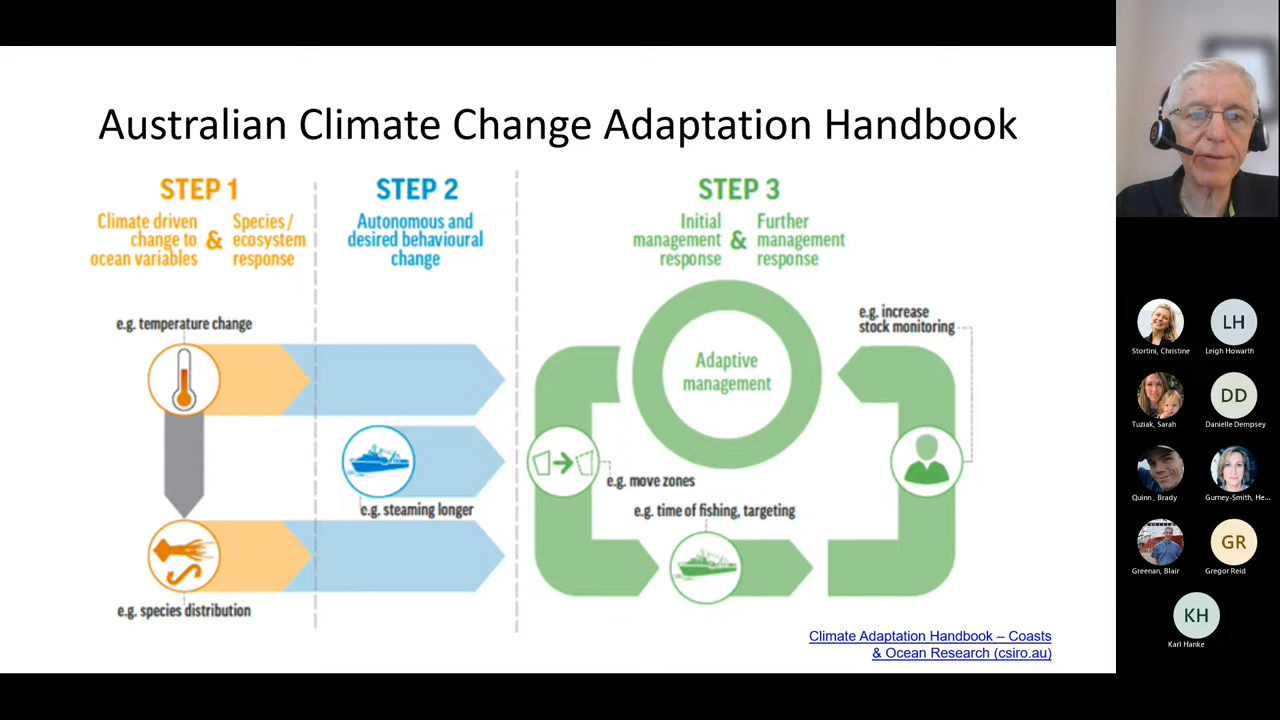 Australian Climate Change Adaptation Handbook
STEP 1
Climate driven
change to
ocean variables
&
Species /
ecosystem
response
STEP 2
Autonomous and
desired behavioural
change
STEP 3
Initial
management
response
&
Further
management
response
e.g. temperature change
e.g. species distribution
e.g. steaming longer
Adaptive
management
e.g. increase
stock monitoring
e.g. move zones
e.g. time of fishing, targeting
Climate Adaptation Handbook – Coasts
& Ocean Research (csiro.au)
Stortini, Christine
LH
Leigh Howarth
Tuziak, Sarah
DD
Danielle Dempsey
Quinn , Brady
Gurney-Smith, He...
Greenan, Blair
GR
Gregor Reid
KH
Karl Hanke